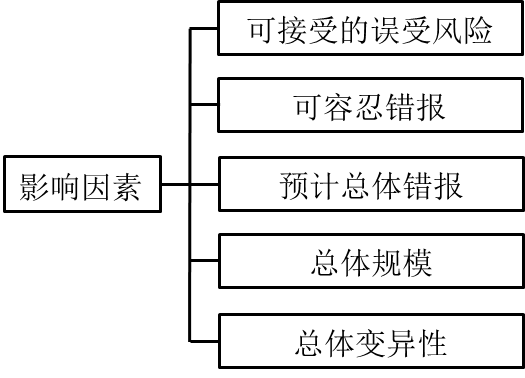 可接受的误受风险
可容忍错报
影响因素
预计总体错报
总体规模
总体变异性